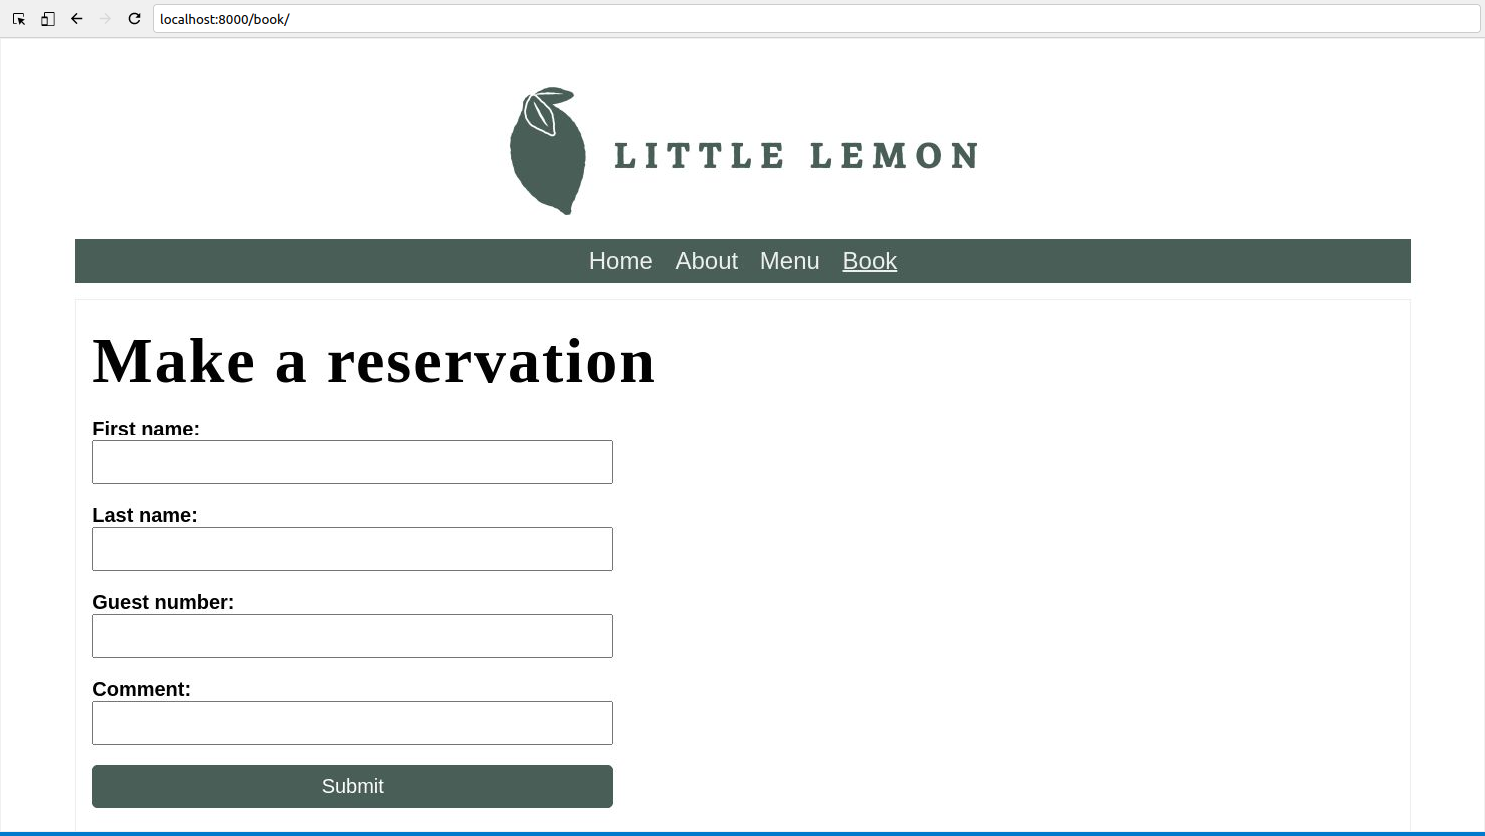 localhost:8000/book/
LITTLE LEMON
Home About Menu Book
Make a reservation
First name:
Last name:
Guest number:
Comment:
Submit